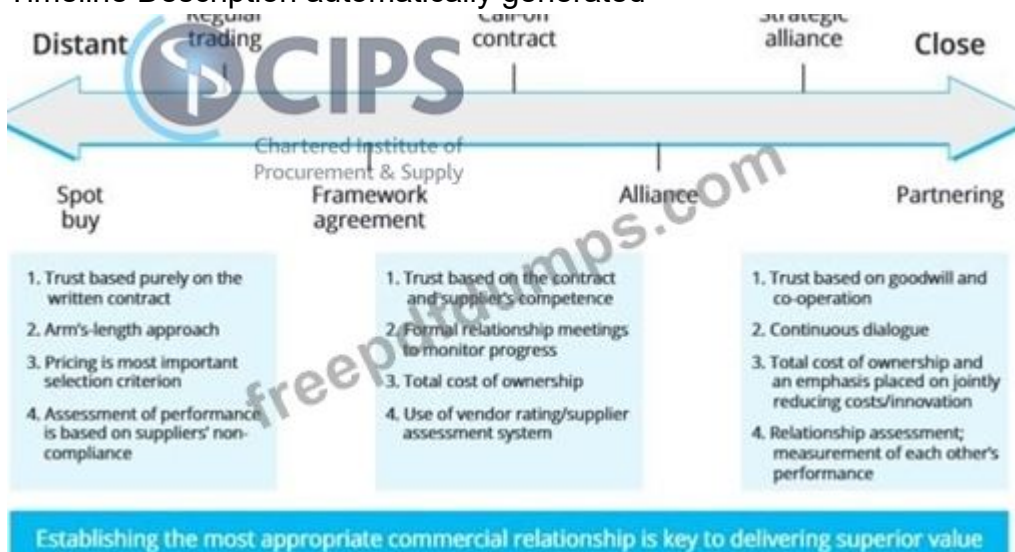 Timeline Description automatically generated
Regular
trading
Call-off
contract
Strategic
alliance
Distant
Close
CIPS
Chartered Institute of
Procurement & Supply
Spot
buy
Framework
agreement
Alliance
Partnering
1. Trust based purely on the
written contract
2. Arm's-length approach
3. Pricing is most important
selection criterion
4. Assessment of performance
is based on suppliers' non-
compliance
1. Trust based on the contract
and supplier's competence
2. Formal relationship meetings
to monitor progress
3. Total cost of ownership
4. Use of vendor rating/supplier
assessment system
1. Trust based on goodwill and
co-operation
2. Continuous dialogue
3. Total cost of ownership and
an emphasis placed on jointly
reducing costs/innovation
4. Relationship assessment;
measurement of each other's
performance
freepdfdumps.com
Establishing the most appropriate commercial relationship is key to delivering superior value